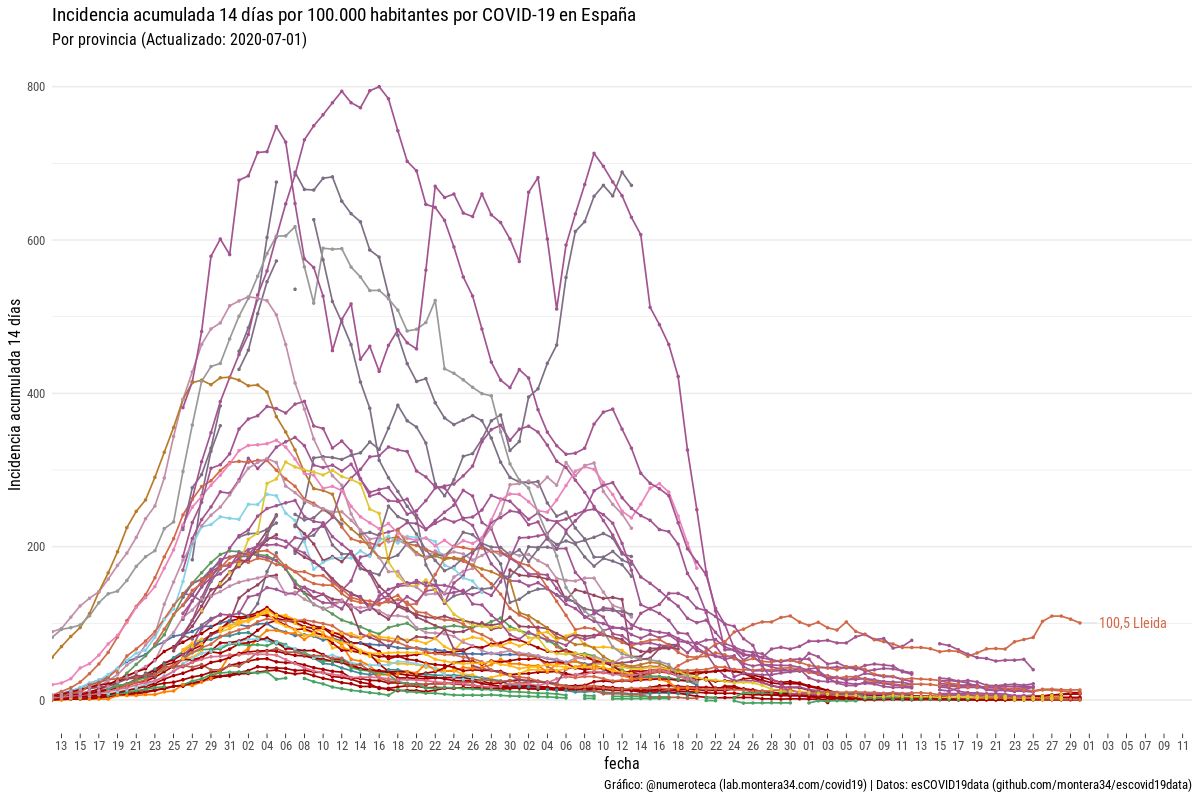 Incidencia acumulada 14 días por 100.000 habitantes por COVID-19 en España
Por provincia (Actualizado: 2020-07-01)
Incidencia acumulada 14 días
800
600
400
200
0
100,5 Lleida
13 15 17 19 21 23 25 27 29 31 02 04 06 08 10 12 14 16 18 20 22 24 26 28 30 02 04 06 08 10 12 14 16 18 20 22 24 26 28 30 01 03 05 07 09 11 13 15 17 19 21 23 25 27 29 01 03 05 07 09 11
fecha
Gráfico: @numeroteca (lab.montera34.com/covid19) | Datos: esCOVID19data (github.com/montera34/escovid19data)